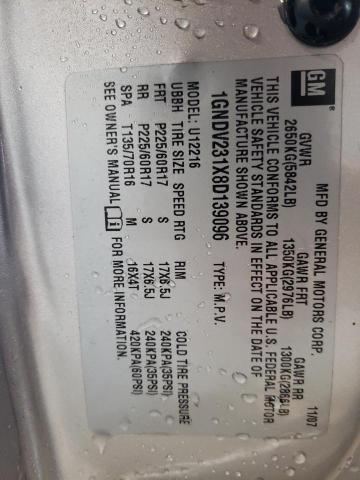 GM
MFD BY GENERAL MOTORS CORP. 11/07
GVWR GAWR FRT GAWR RR
2650KG(5842LB) 1350KG(2976LB) 1300KG(2866LB)
THIS VEHICLE CONFORMS TO ALL APPLICABLE U.S. FEDERAL MOTOR
VEHICLE SAFETY STANDARDS IN EFFECT ON THE DATE OF
MANUFACTURE SHOWN ABOVE.
1GNDV231X8D139096 TYPE: M.P.V.
MODEL: U12216
UBBH TIRE SIZE SPEED RTG RIM COLD TIRE PRESSURE
FRT P225/60R17 S 17X6.5J 240KPA(35PSI)
RR P225/60R17 S 17X6.5J 240KPA(35PSI)
SPA T135/70R16 M 16X4T 420KPA(60PSI)
SEE OWNER'S MANUAL i FOR MORE INFORMATION